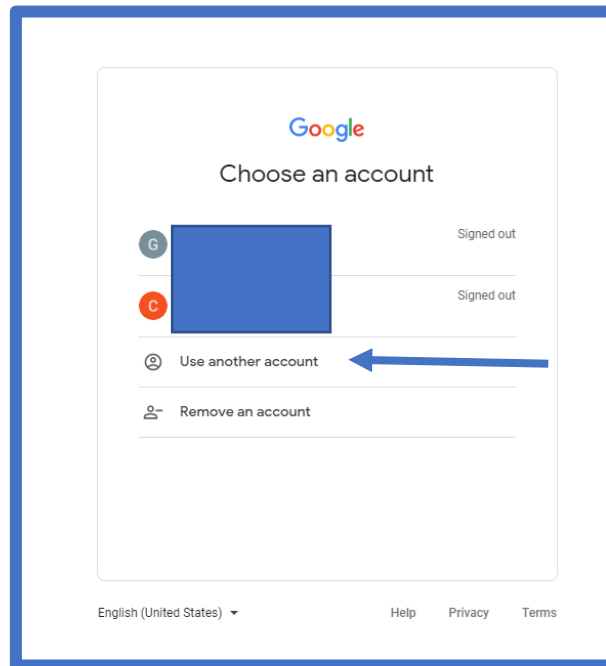 Google
Choose an account
G
Signed out
C
Signed out
Use another account
Remove an account
English (United States)
Help Privacy Terms